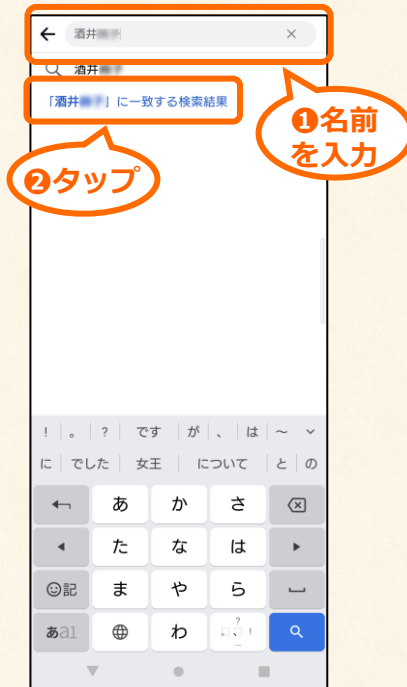 酒井
酒井
「酒井」に一致する検索結果
❶名前
を入力
❷タップ
! 。 ? です が 、 は ～
に でした 女王 について と の
あ か さ
た な は
☺記 ま や ら
あa1 わ 。、?!